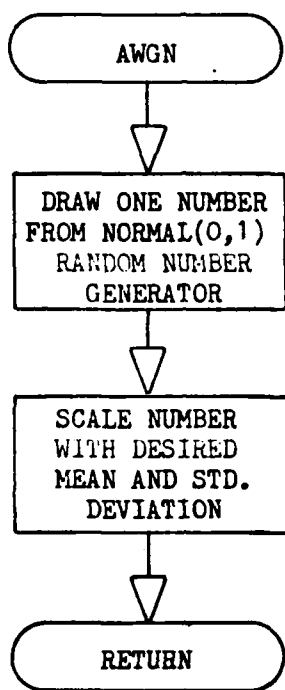 AWGN
DRAW ONE NUMBER
FROM NORMAL(0,1)
RANDOM NUMBER
GENERATOR
SCALE NUMBER
WITH DESIRED
MEAN AND STD.
DEVIATION
RETURN